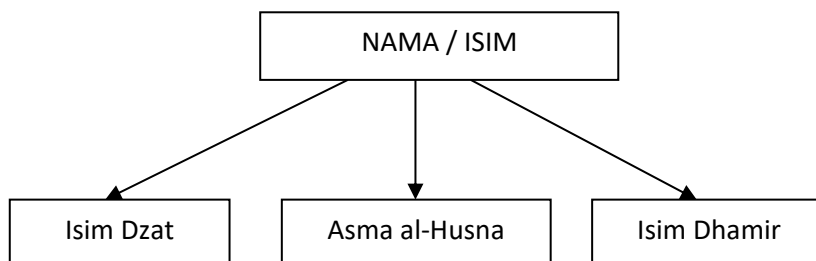 NAMA / ISIM
Isim Dzat
Asma al-Husna
Isim Dhamir